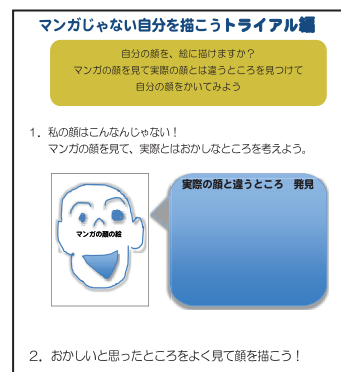 マンガじゃない自分を描こうトライアル編
自分の顔を、絵に描けますか？
マンガの顔を見て実際の顔とは違うところを見つけて
自分の顔をかいてみよう
１．私の顔はこんなんじゃない！
マンガの顔を見て、実際とはおかしなところを考えよう。
マンガの顔の絵
実際の顔と違うところ　発見
２．おかしいと思ったところをよく見て顔を描こう！